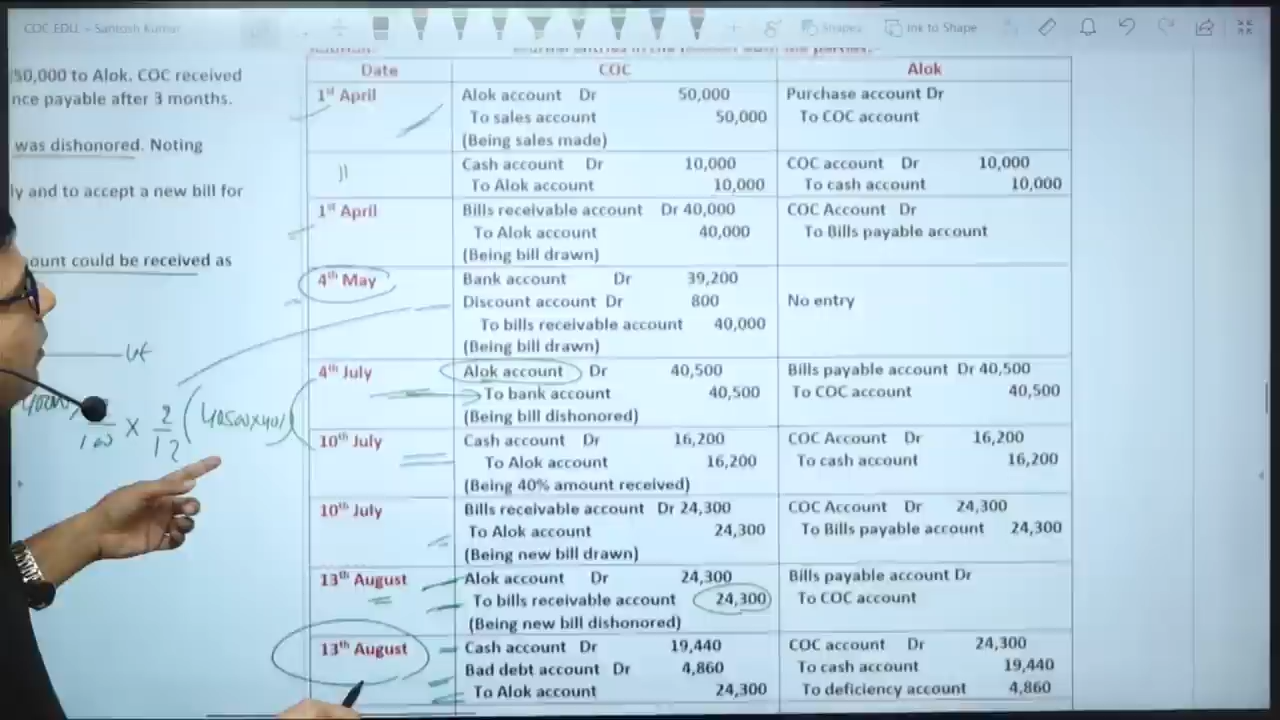 COC EDU – Santosh Kumar
Shapes
Ink to Shape
50,000 to Alok. COC received
nce payable after 3 months.
was dishonored. Noting
ly and to accept a new bill for
ount could be received as
Date COC Alok
1st April Alok account Dr 50,000 Purchase account Dr
To sales account 50,000 To COC account
(Being sales made)
Cash account Dr 10,000 COC account Dr 10,000
To Alok account 10,000 To cash account 10,000
1st April Bills receivable account Dr 40,000 COC Account Dr
To Alok account 40,000 To Bills payable account
(Being bill drawn)
4th May Bank account Dr 39,200
Discount account Dr 800 No entry
To bills receivable account 40,000
(Being bill drawn)
4th July Alok account Dr 40,500 Bills payable account Dr 40,500
To bank account 40,500 To COC account 40,500
(Being bill dishonored)
10th July Cash account Dr 16,200 COC Account Dr 16,200
To Alok account 16,200 To cash account 16,200
(Being 40% amount received)
10th July Bills receivable account Dr 24,300 COC Account Dr 24,300
To Alok account 24,300 To Bills payable account 24,300
(Being new bill drawn)
13th August Alok account Dr 24,300 Bills payable account Dr
To bills receivable account 24,300 To COC account
(Being new bill dishonored)
13th August Cash account Dr 19,440 COC account Dr 24,300
Bad debt account Dr 4,860 To cash account 19,440
To Alok account 24,300 To deficiency account 4,860
100 × 2/12 (40500×40%)